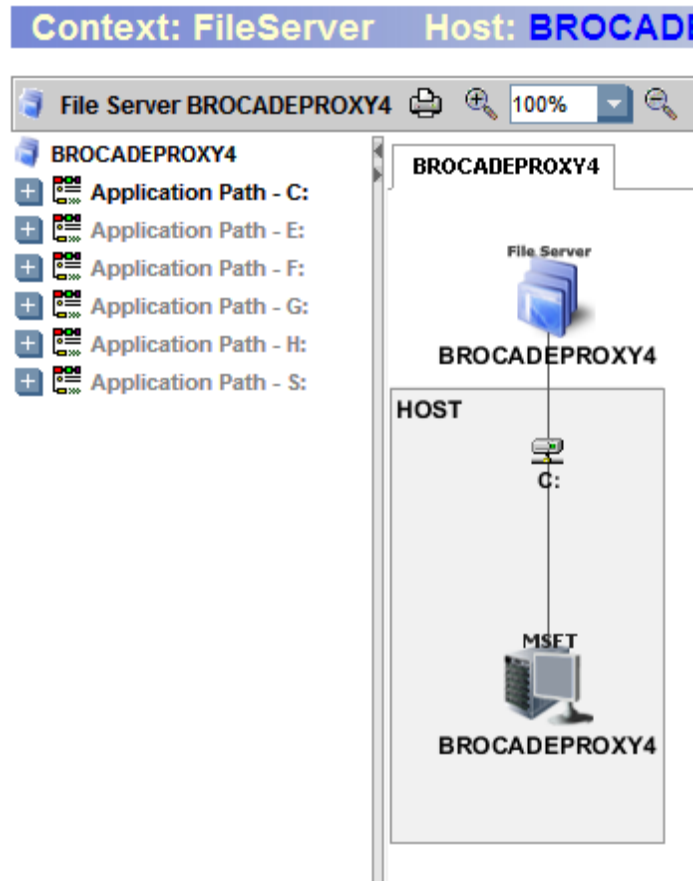 Context: FileServer Host:
File Server BROCADEPROXY4 100%
BROCADEPROXY4
Application Path - C:
Application Path - E:
Application Path - F:
Application Path - G:
Application Path - H:
Application Path - S:
BROCADEPROXY4
File Server
BROCADEPROXY4
HOST
C:
MSFT
BROCADEPROXY4